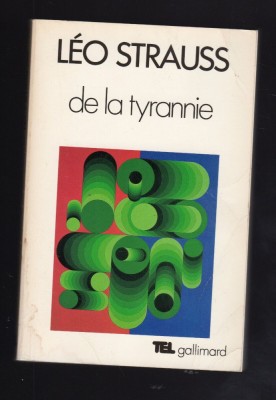 LÉO STRAUSS
de la tyrannie
TEL gallimard